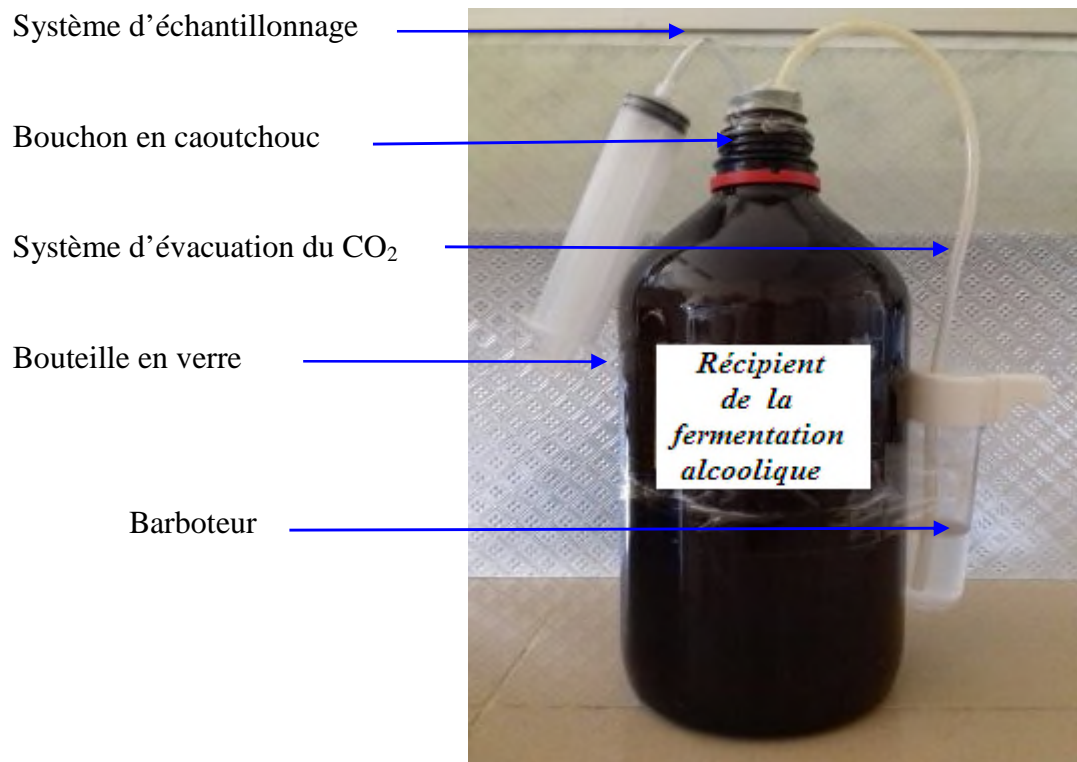 Système d’échantillonnage
Bouchon en caoutchouc
Système d’évacuation du CO₂
Bouteille en verre
Récipient
de la
fermentation
alcoolique
Barboteur